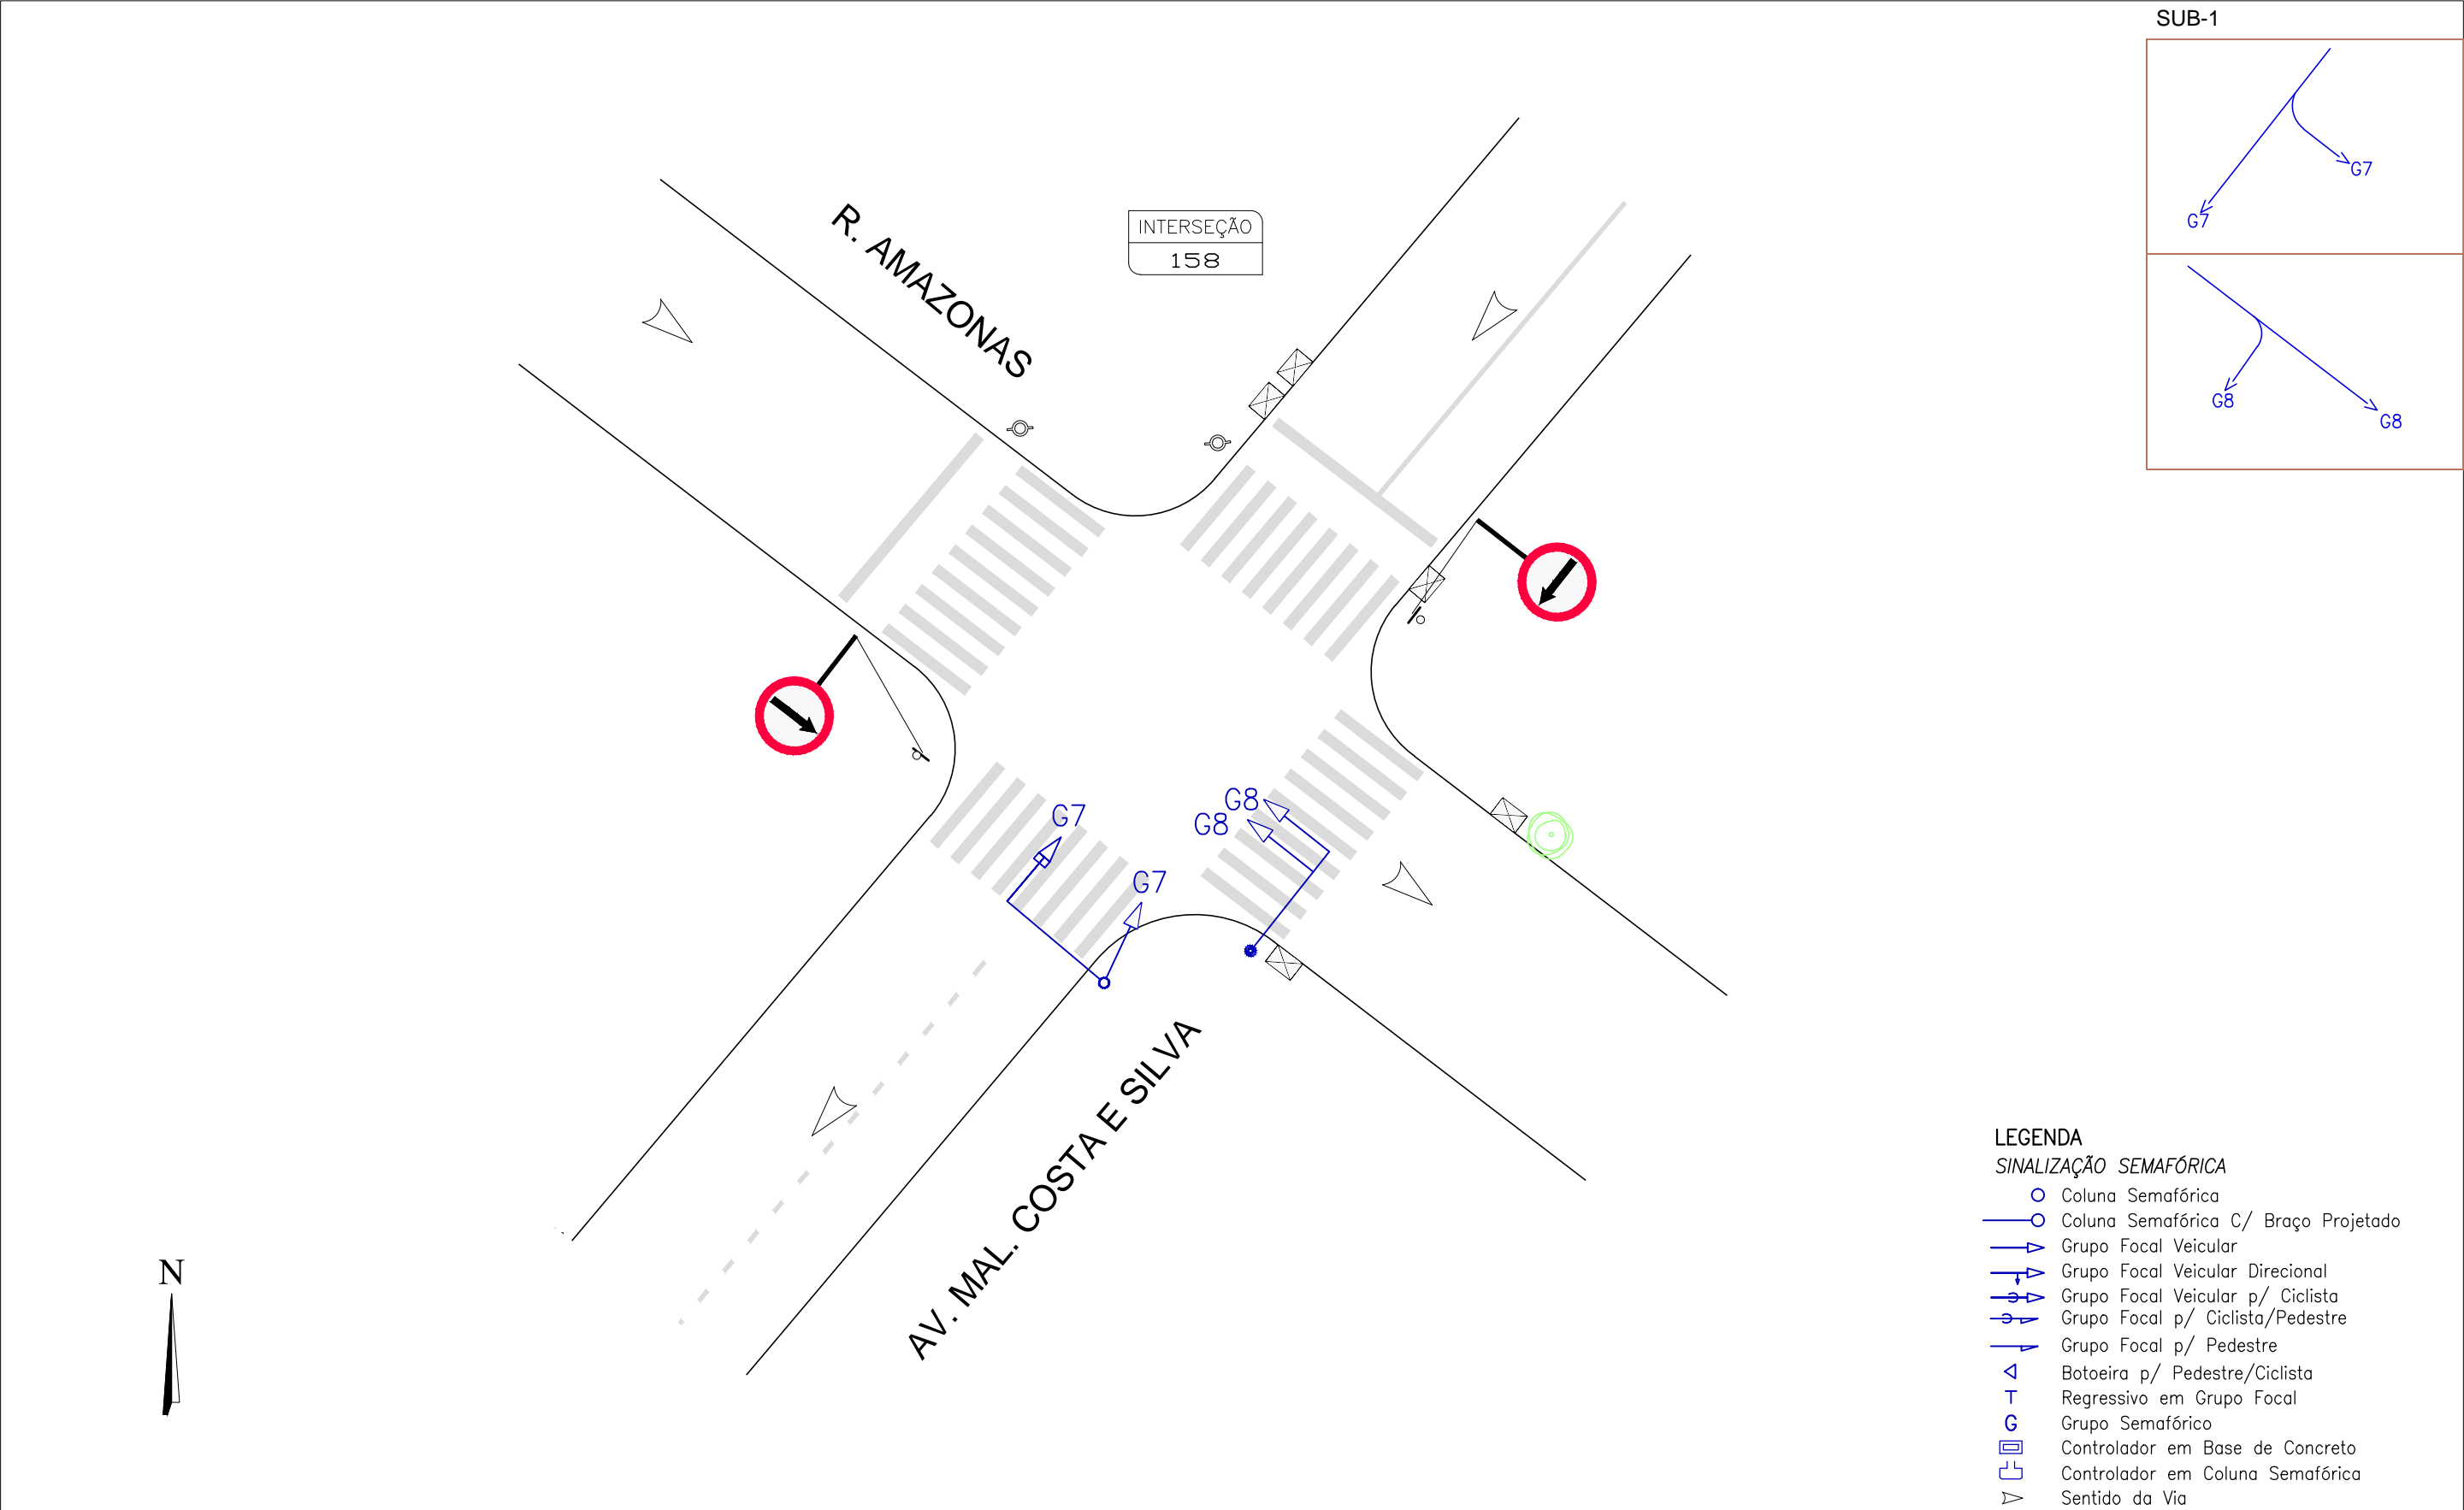 SUB-1
G7
G7
G8
G8
R. AMAZONAS
INTERSEÇÃO
158
G7
G7
G8
G8
AV. MAL. COSTA E SILVA
N
LEGENDA
SINALIZAÇÃO SEMAFÓRICA
Coluna Semafórica
Coluna Semafórica C/ Braço Projetado
Grupo Focal Veicular
Grupo Focal Veicular Direcional
Grupo Focal Veicular p/ Ciclista
Grupo Focal p/ Ciclista/Pedestre
Grupo Focal p/ Pedestre
Botoeira p/ Pedestre/Ciclista
T Regressivo em Grupo Focal
G Grupo Semafórico
Controlador em Base de Concreto
Controlador em Coluna Semafórica
Sentido da Via